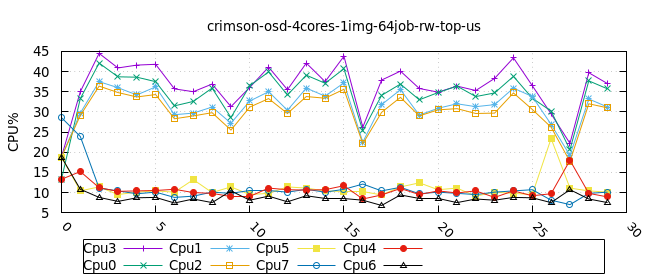 crimson-osd-4cores-1img-64job-rw-top-us
45
40
35
30
25
20
15
10
5
CPU%
0 5 10 15 20 25 30
Cpu3 Cpu1 Cpu5 Cpu4
Cpu0 Cpu2 Cpu7 Cpu6